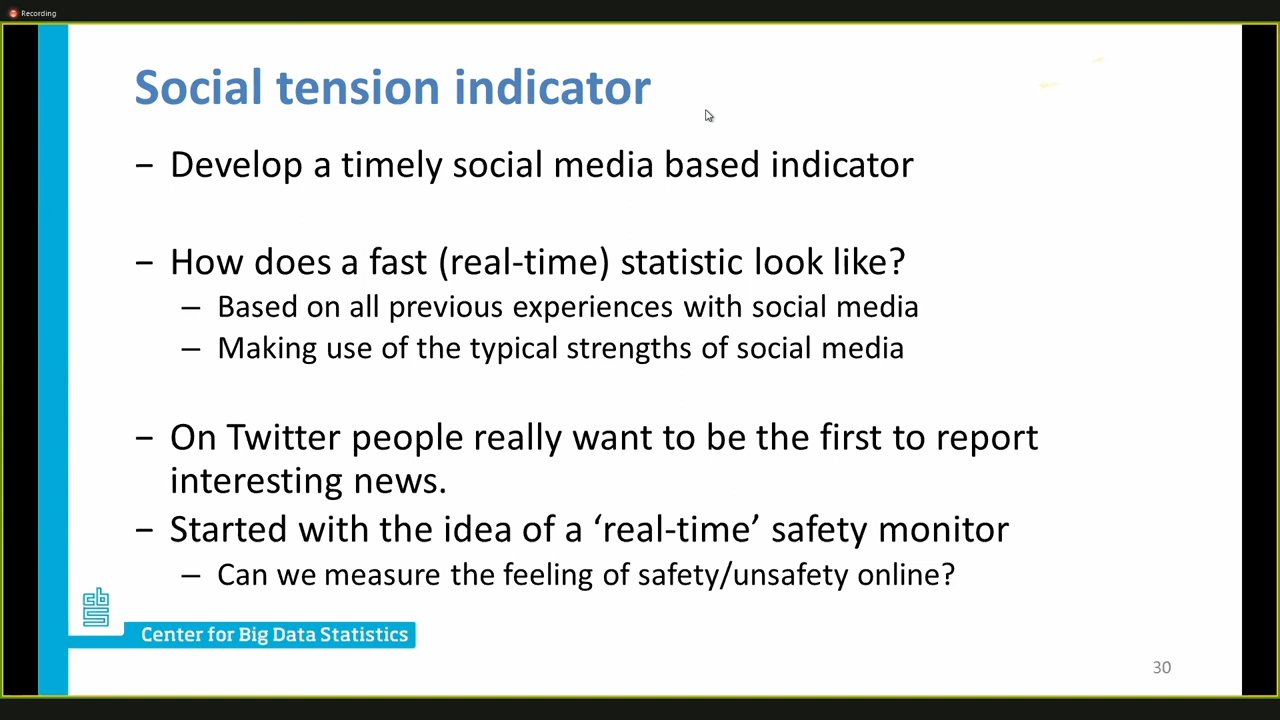 Recording
Social tension indicator
– Develop a timely social media based indicator
– How does a fast (real-time) statistic look like?
– Based on all previous experiences with social media
– Making use of the typical strengths of social media
– On Twitter people really want to be the first to report
interesting news.
– Started with the idea of a ‘real-time’ safety monitor
– Can we measure the feeling of safety/unsafety online?
cbs
Center for Big Data Statistics
30